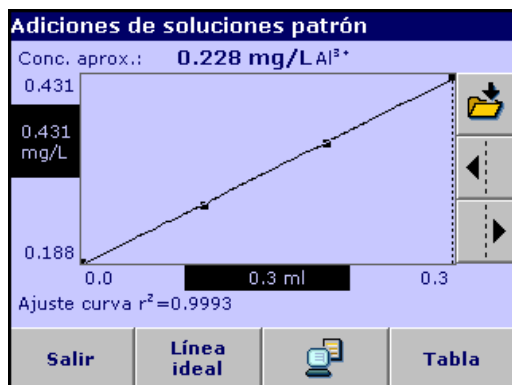 Adiciones de soluciones patrón
Conc. aprox.: 0.228 mg/L Al³⁺
0.431
0.431
mg/L
0.188
0.0 0.3 ml 0.3
Ajuste curva r²=0.9993
Salir
Línea
ideal
Tabla